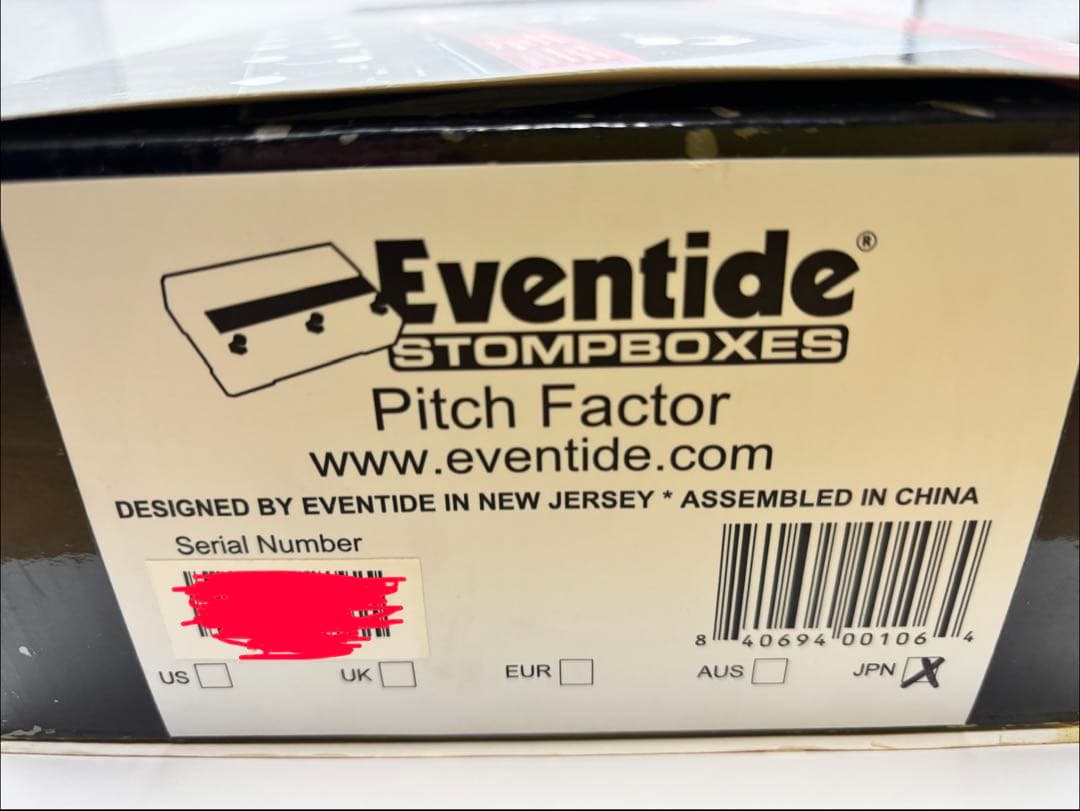 Eventide®
STOMPBOXES
Pitch Factor
www.eventide.com
DESIGNED BY EVENTIDE IN NEW JERSEY * ASSEMBLED IN CHINA
Serial Number
8 40694 00106 4
US UK EUR AUS JPN X